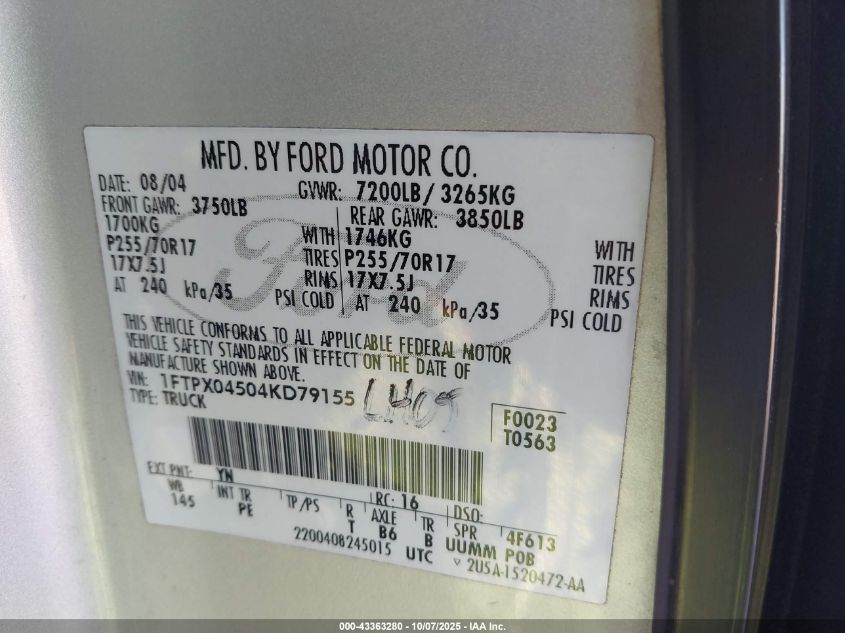 MFD. BY FORD MOTOR CO.
DATE: 08/04 GVWR: 7200LB/ 3265KG
FRONT GAWR: 3750LB REAR GAWR: 3850LB
1700KG WITH 1746KG WITH
P255/70R17 TIRES P255/70R17 TIRES
17X7.5J RIMS 17X7.5J RIMS
AT 240 kPa/35 PSI COLD AT 240 kPa/35 PSI COLD
Ford
THIS VEHICLE CONFORMS TO ALL APPLICABLE FEDERAL MOTOR
VEHICLE SAFETY STANDARDS IN EFFECT ON THE DATE OF
MANUFACTURE SHOWN ABOVE.
VIN: 1FTPX04504KD79155
TYPE: TRUCK
F0023
T0563
EXT PNT: YN RC: 16 DSO:
WB INT TR TP/PS R AXLE TR SPR 4F613
145 PE T B6 B UUMM POB
2200408245015 UTC ▽ 2U5A-1520472-AA
000-43363280 - 10/07/2025 - IAA Inc.